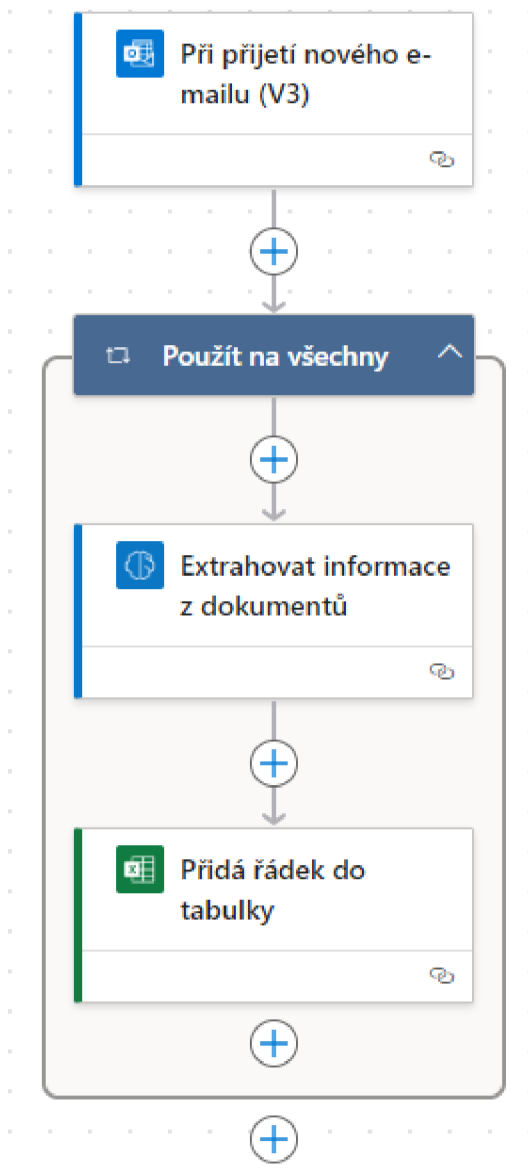 Při přijetí nového e-
mailu (V3)
Použít na všechny
Extrahovat informace
z dokumentů
Přidá řádek do
tabulky